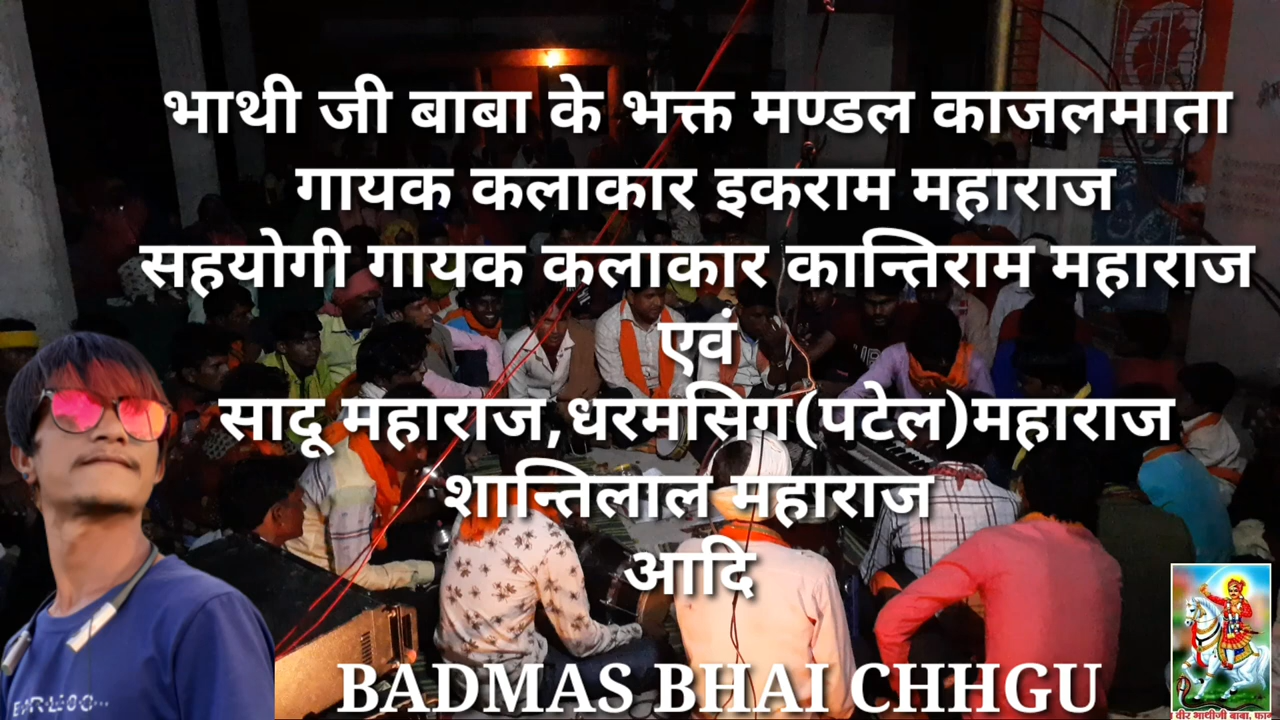 भाथी जी बाबा के भक्त मण्डल काजलमाता
गायक कलाकार इकराम महाराज
सहयोगी गायक कलाकार कान्तिराम महाराज
एवं
सादू महाराज,धरमसिग(पटेल)महाराज
शान्तिलाल महाराज
आदि
BADMAS BHAI CHHGU
वीर भाथीजी बाबा,